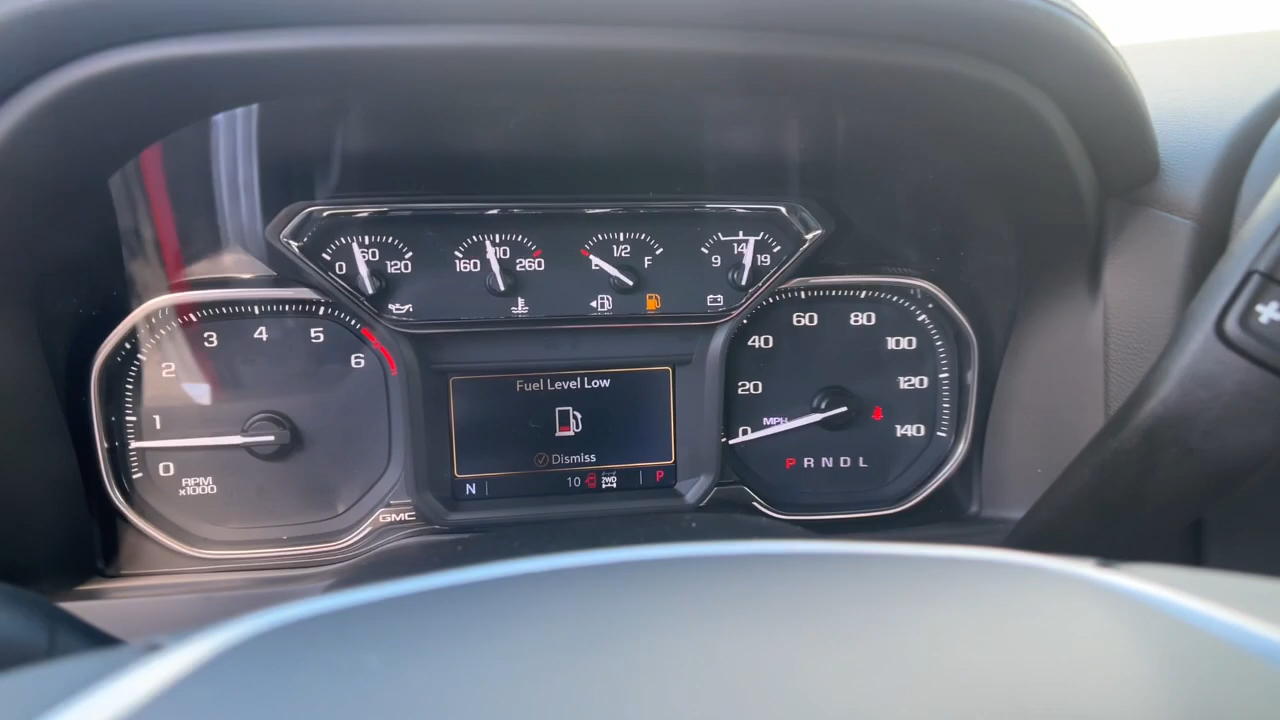 0 60 120
160 210 260
E 1/2 F
9 14 19
0 1 2 3 4 5 6
RPM
x1000
GMC
Fuel Level Low
Dismiss
N 10 2WD P
0 20 40 60 80 100 120 140
MPH
P R N D L